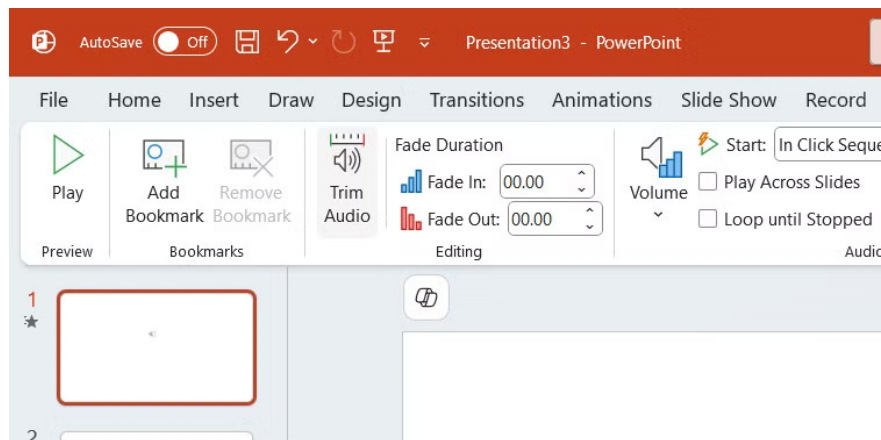 AutoSave Off Presentation3 - PowerPoint
File Home Insert Draw Design Transitions Animations Slide Show Record
Play
Preview
Add
Bookmark
Remove
Bookmark
Bookmarks
Trim
Audio
Fade Duration
Fade In: 00.00
Fade Out: 00.00
Editing
Volume
Start: In Click Seque
Play Across Slides
Loop until Stopped
Audio
1
2